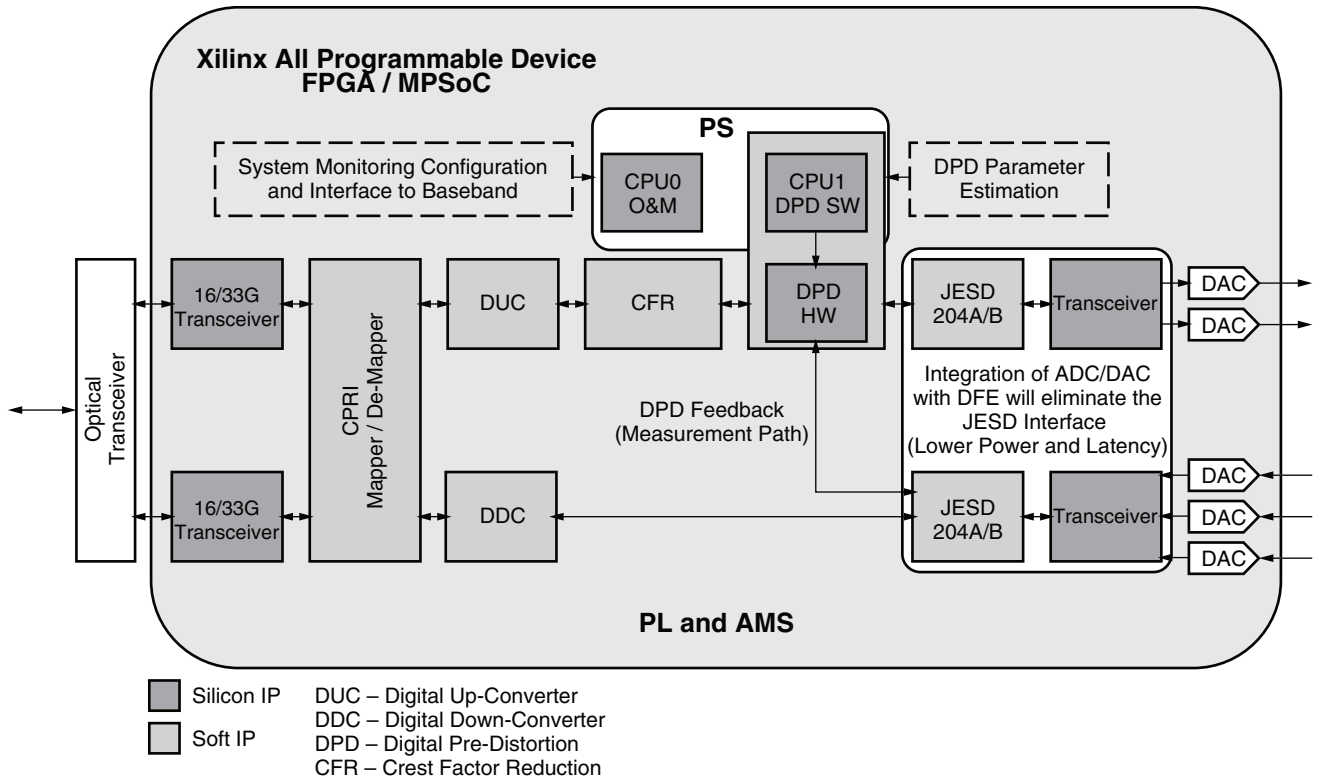 Xilinx All Programmable Device
FPGA / MPSoC
PS
System Monitoring Configuration
and Interface to Baseband
CPU0
O&M
CPU1
DPD SW
DPD Parameter
Estimation
Optical
Transceiver
16/33G
Transceiver
CPRI
Mapper / De-Mapper
DUC
CFR
DPD
HW
JESD
204A/B
Transceiver
DAC
DAC
DPD Feedback
(Measurement Path)
Integration of ADC/DAC
with DFE will eliminate the
JESD Interface
(Lower Power and Latency)
16/33G
Transceiver
DDC
JESD
204A/B
Transceiver
DAC
DAC
DAC
PL and AMS
Silicon IP
Soft IP
DUC – Digital Up-Converter
DDC – Digital Down-Converter
DPD – Digital Pre-Distortion
CFR – Crest Factor Reduction